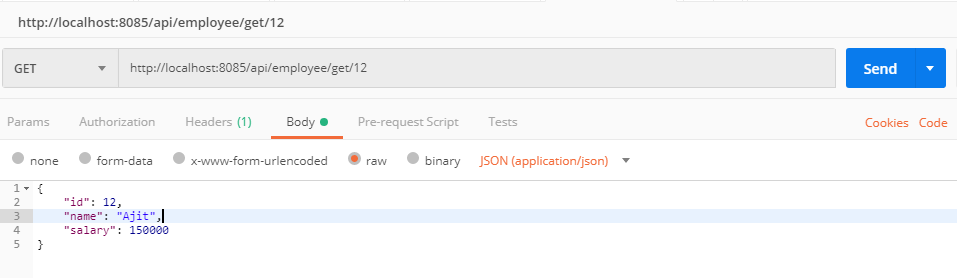 http://localhost:8085/api/employee/get/12
GET http://localhost:8085/api/employee/get/12 Send
Params Authorization Headers (1) Body Pre-request Script Tests Cookies Code
none form-data x-www-form-urlencoded raw binary JSON (application/json)
1 {
2 "id": 12,
3 "name": "Ajit",
4 "salary": 150000
5 }